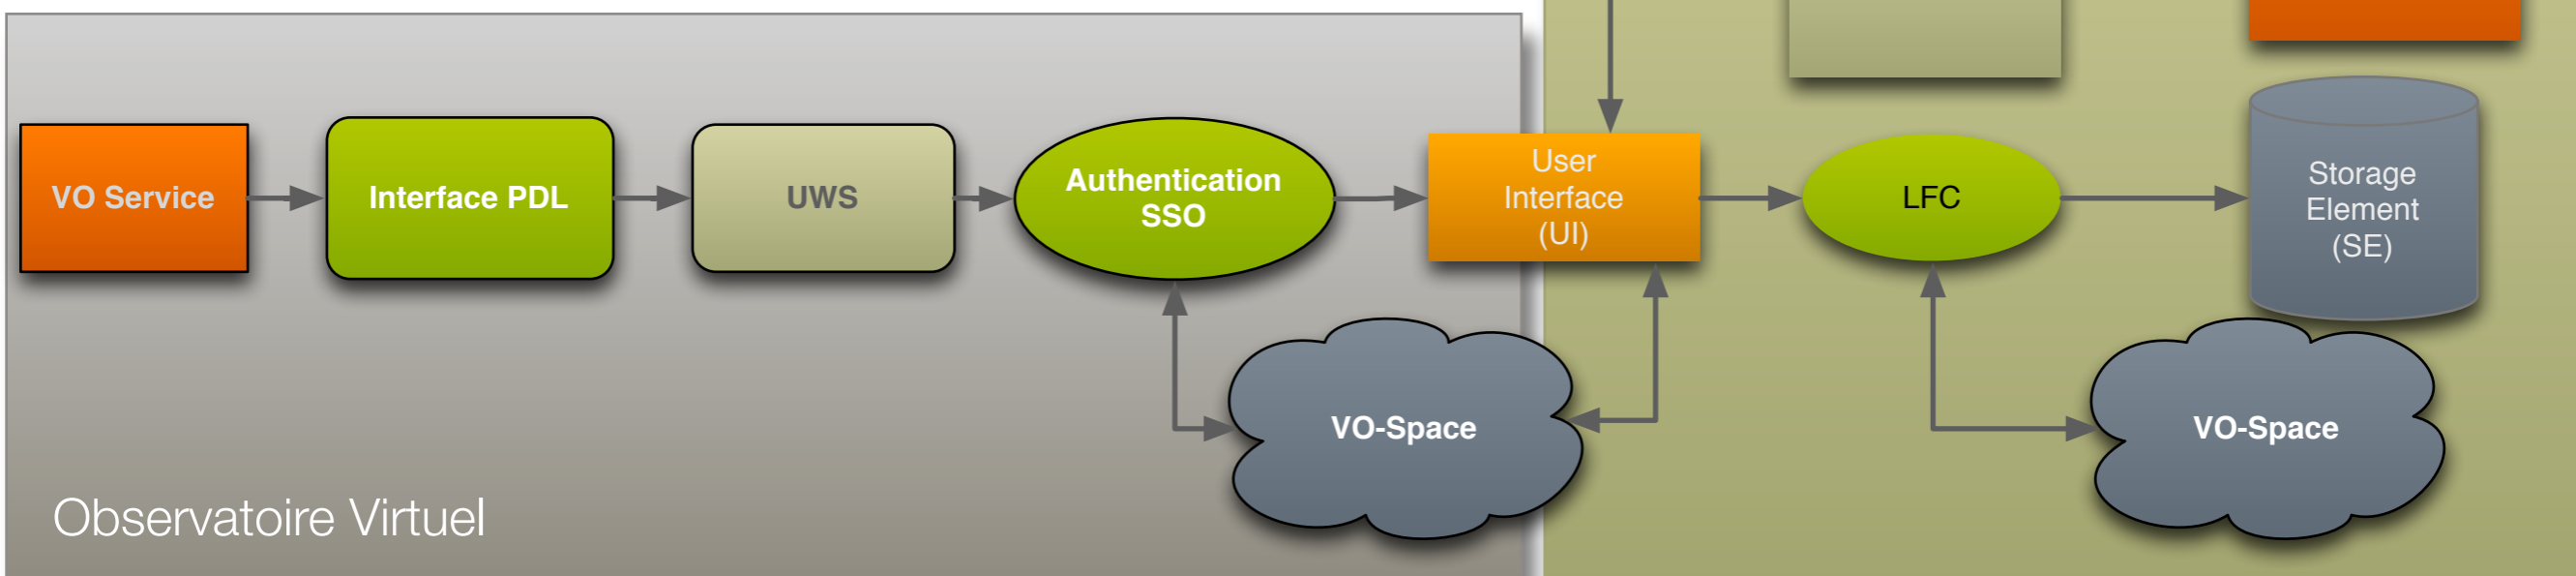 VO Service
Interface PDL
UWS
Authentication
SSO
User
Interface
(UI)
LFC
Storage
Element
(SE)
VO-Space
VO-Space
Observatoire Virtuel